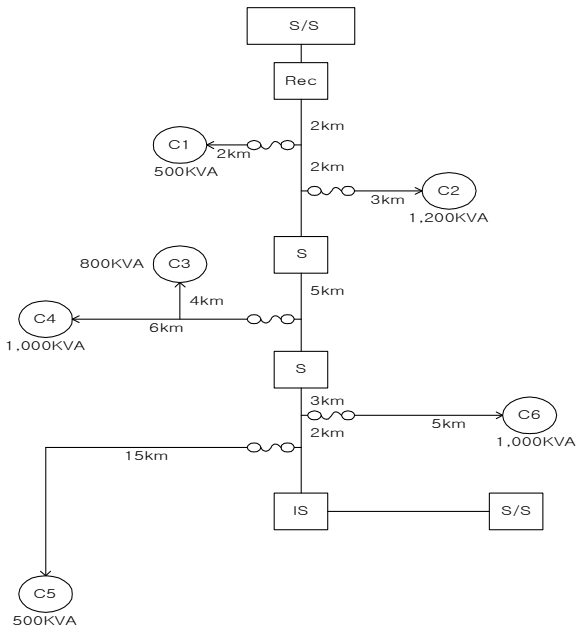 S/S
Rec
2km
C1
2km
500KVA
2km
C2
3km
1,200KVA
S
C3
800KVA
5km
4km
C4
6km
1,000KVA
S
3km
C6
5km
2km
1,000KVA
15km
IS
S/S
C5
500KVA